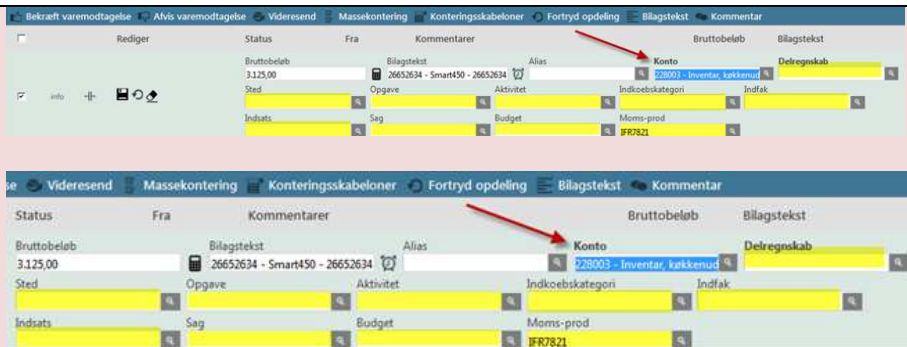 Bekræft varemodtagelse Afvis varemodtagelse Videresend Massekontering Konteringsskabeloner Fortryd opdeling Bilagstekst Kommentar
Rediger Status Fra Kommentarer Bruttobeløb Bilagstekst
Bruttobeløb Bilagstekst Alias Konto Delregnskab
3.125,00 26652634 - Smart450 - 26652634 228003 - Inventar, køkkenud
Sted Opgave Aktivitet Indkoebskategori Indfak
info
Indsats Sag Budget Moms-prod
IFR7821
se Videresend Massekontering Konteringsskabeloner Fortryd opdeling Bilagstekst Kommentar
Status Fra Kommentarer Bruttobeløb Bilagstekst
Bruttobeløb Bilagstekst Alias Konto Delregnskab
3.125,00 26652634 - Smart450 - 26652634 228003 - Inventar, køkkenud
Sted Opgave Aktivitet Indkoebskategori Indfak
Indsats Sag Budget Moms-prod
IFR7821